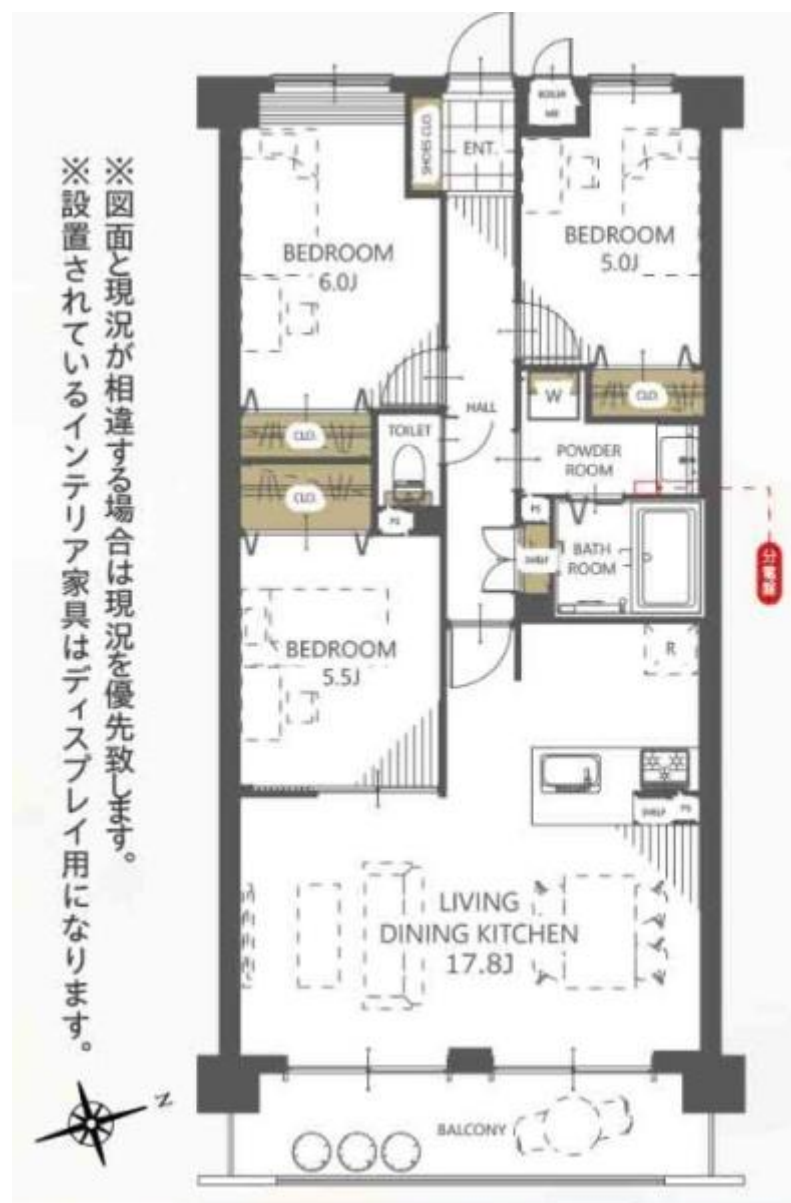 ※図面と現況が相違する場合は現況を優先致します。
※設置されているインテリア家具はディスプレイ用になります。
SHOES CLO.
ENT.
BOILER
MB
BEDROOM
6.0J
BEDROOM
5.0J
CLO.
TOILET
HALL
W
CLO.
POWDER
ROOM
CLO.
PS
PS
SHELF
BATH
ROOM
分電盤
BEDROOM
5.5J
R
SHELF
PS
LIVING
DINING KITCHEN
17.8J
BALCONY
N